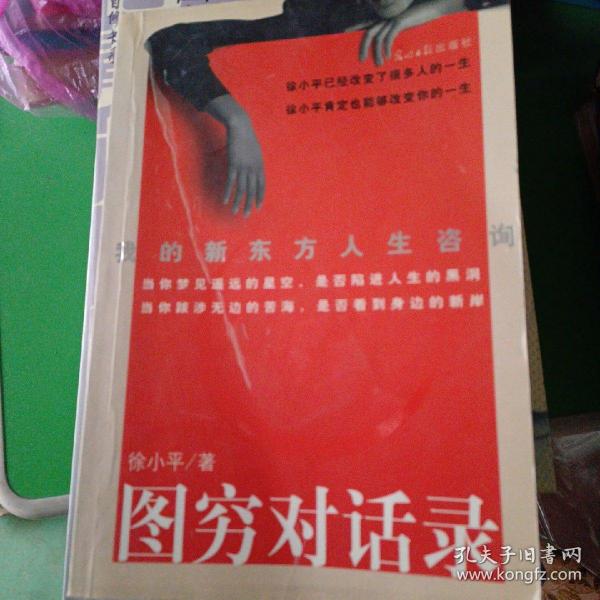 光明日报出版社
徐小平已经改变了很多人的一生
徐小平肯定也能够改变你的一生
我的新东方人生咨询
当你梦见遥远的星空，是否陷进人生的黑洞
当你跋涉无边的苦海，是否看到身边的新岸
徐小平/著
图穷对话录
孔夫子旧书网
www.kongfz.com